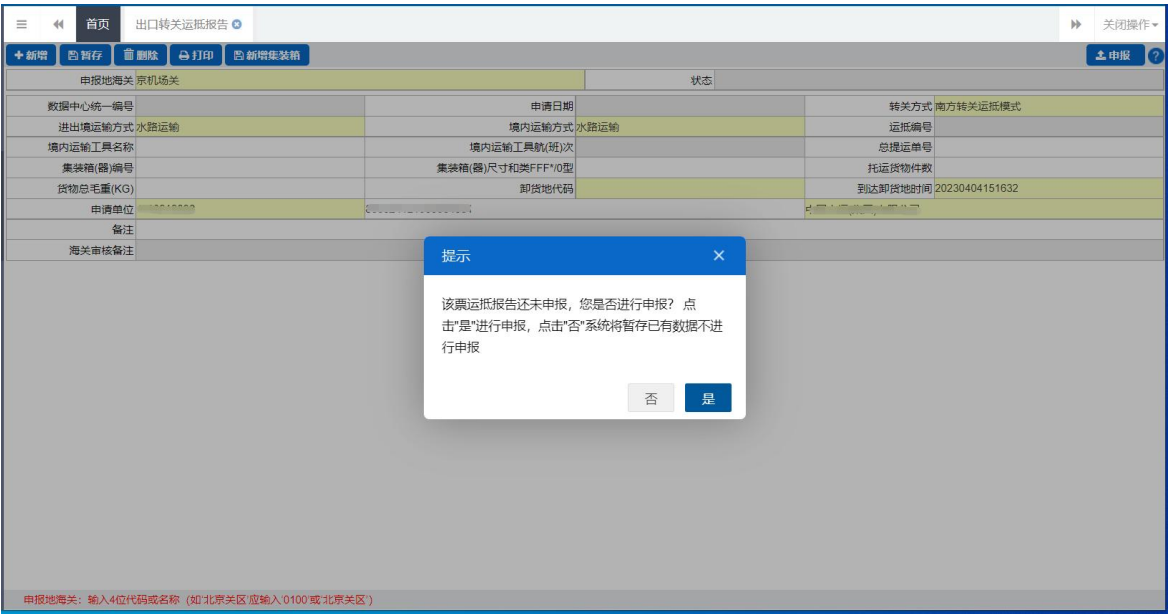 首页 出口转关运抵报告 关闭操作
新增 暂存 删除 打印 新增集装箱 申报 ?
申报地海关 京机场关 状态
数据中心统一编号 申请日期 转关方式 南方转关运抵模式
进出境运输方式 水路运输 境内运输方式 水路运输 运抵编号
境内运输工具名称 境内运输工具航(班)次 总提运单号
集装箱(器)编号 集装箱(器)尺寸和类FFF*/0型 托运货物件数
货物总毛重(KG) 卸货地代码 到达卸货地时间 20230404151632
申请单位
备注
海关审核备注
提示
该票运抵报告还未申报，您是否进行申报？ 点
击"是"进行申报，点击"否"系统将暂存已有数据不进
行申报
否 是
申报地海关：输入4位代码或名称（如'北京关区'应输入'0100'或'北京关区'）